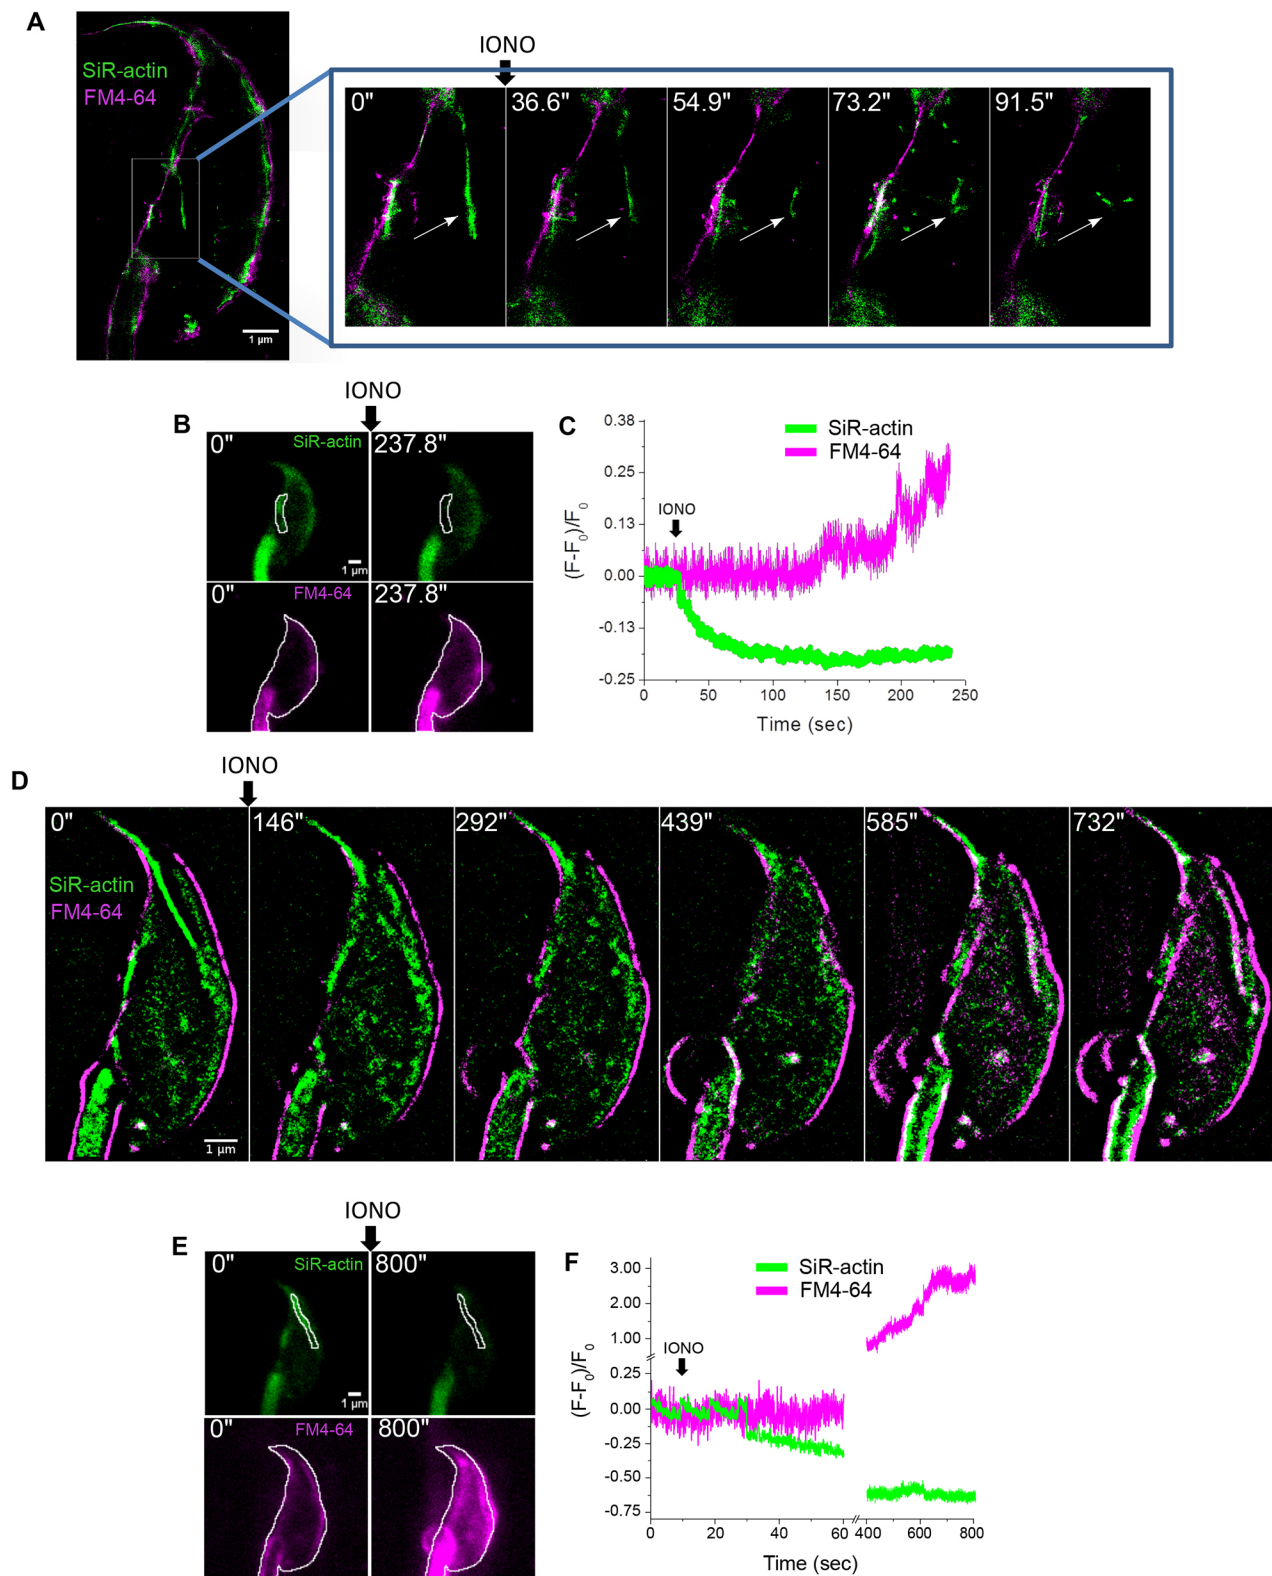 A
SiR-actin
FM4-64
1 µm
IONO
0" 36.6" 54.9" 73.2" 91.5"
B
IONO
0" SiR-actin 237.8"
1 µm
0" FM4-64 237.8"
C
SiR-actin
FM4-64
IONO
0.38
0.25
0.13
0.00
-0.13
-0.25
(F-F0)/F0
0 50 100 150 200 250
Time (sec)
D
IONO
0" 146" 292" 439" 585" 732"
SiR-actin
FM4-64
1 µm
E
IONO
0" SiR-actin 800"
1 µm
0" FM4-64 800"
F
SiR-actin
FM4-64
IONO
3.00
2.00
1.00
0.25
0.00
-0.25
-0.50
-0.75
(F-F0)/F0
0 20 40 60 400 600 800
Time (sec)